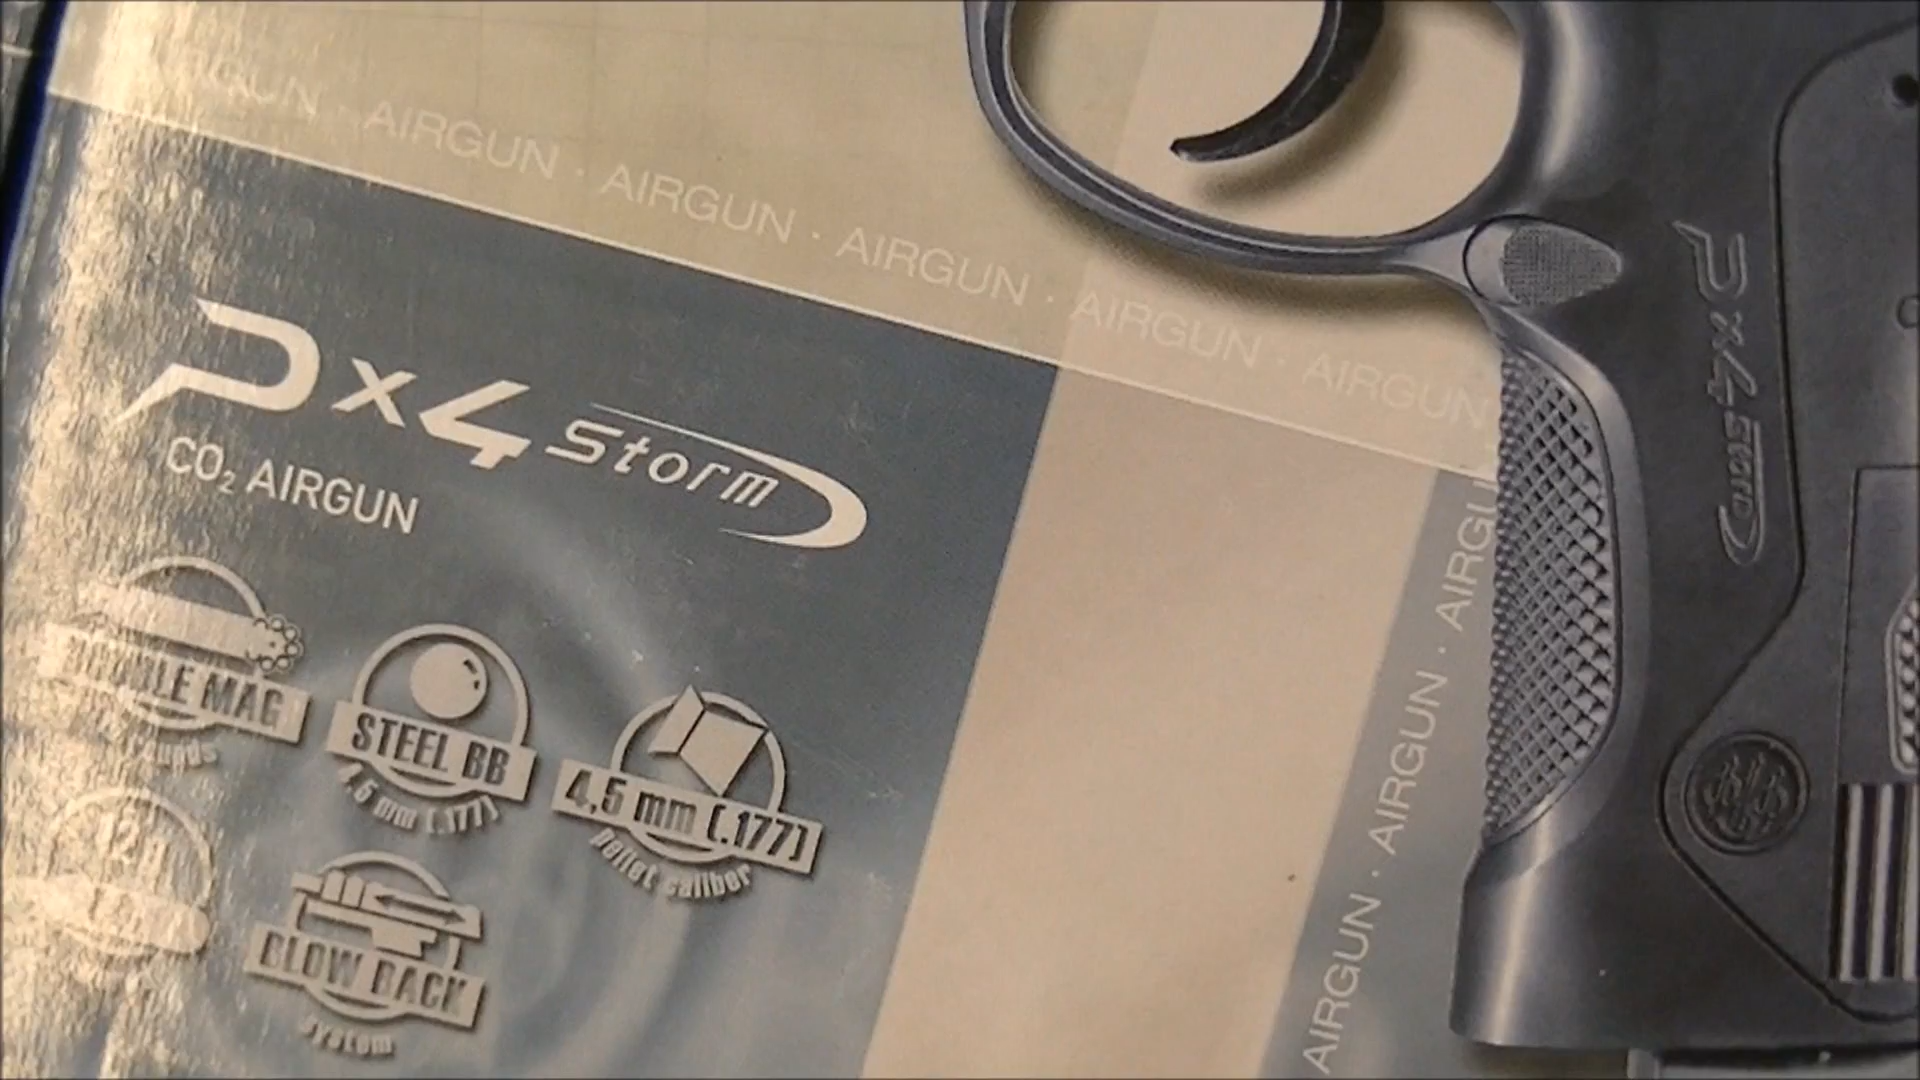 AIRGUN · AIRGUN · AIRGUN · AIRGUN · AIRGUN
Px4 Storm
CO₂ AIRGUN
MAG
STEEL BB
4,5 mm (.177)
4,5 mm (.177)
pellet caliber
BLOW BACK
system
AIRGUN · AIRGUN · AIRGUN
Px4 Storm